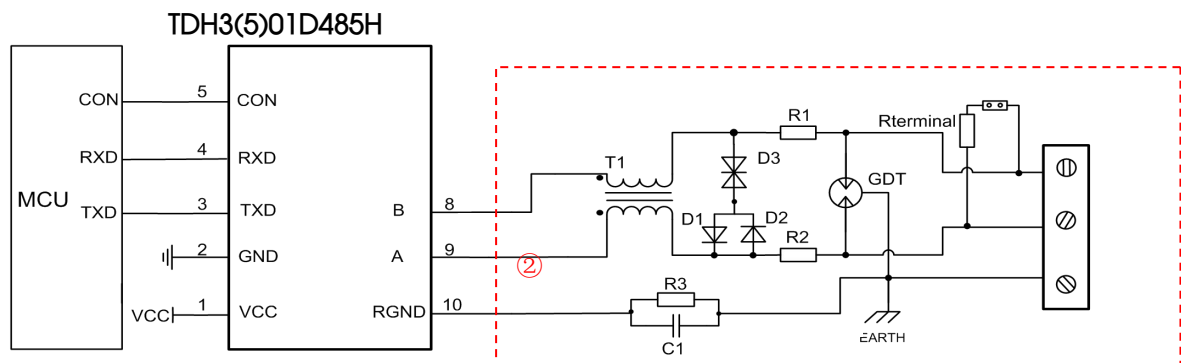 TDH3(5)01D485H
MCU
CON
RXD
TXD
5
4
3
2
1
CON
RXD
TXD
GND
VCC
VCC
B
A
RGND
8
9
10
②
T1
D3
D1
D2
R1
R2
GDT
Rterminal
R3
C1
EARTH